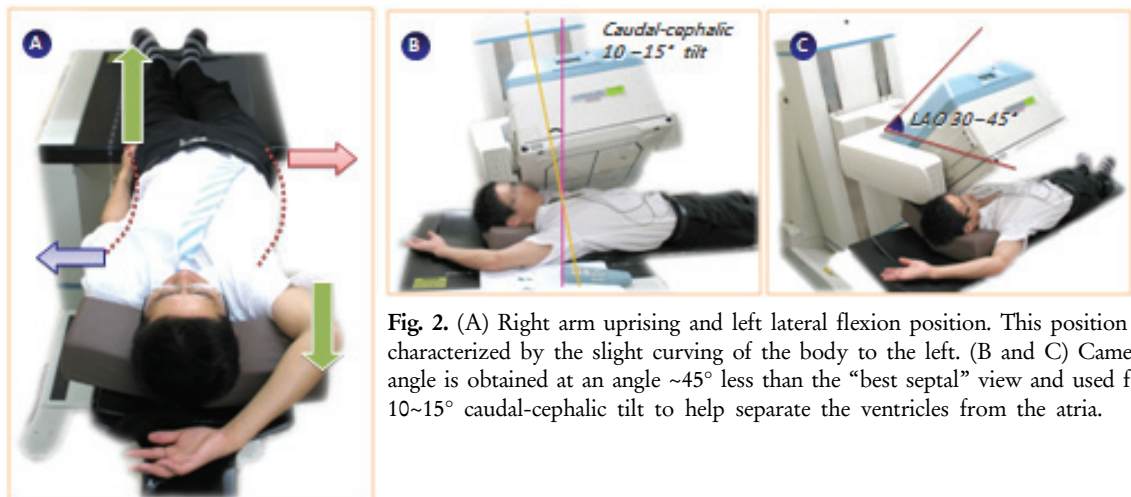 A
B
Caudal-cephalic
10 –15° tilt
C
LAO 30–45°
Fig. 2. (A) Right arm uprising and left lateral flexion position. This position
characterized by the slight curving of the body to the left. (B and C) Came
angle is obtained at an angle ~45° less than the “best septal” view and used f
10~15° caudal-cephalic tilt to help separate the ventricles from the atria.